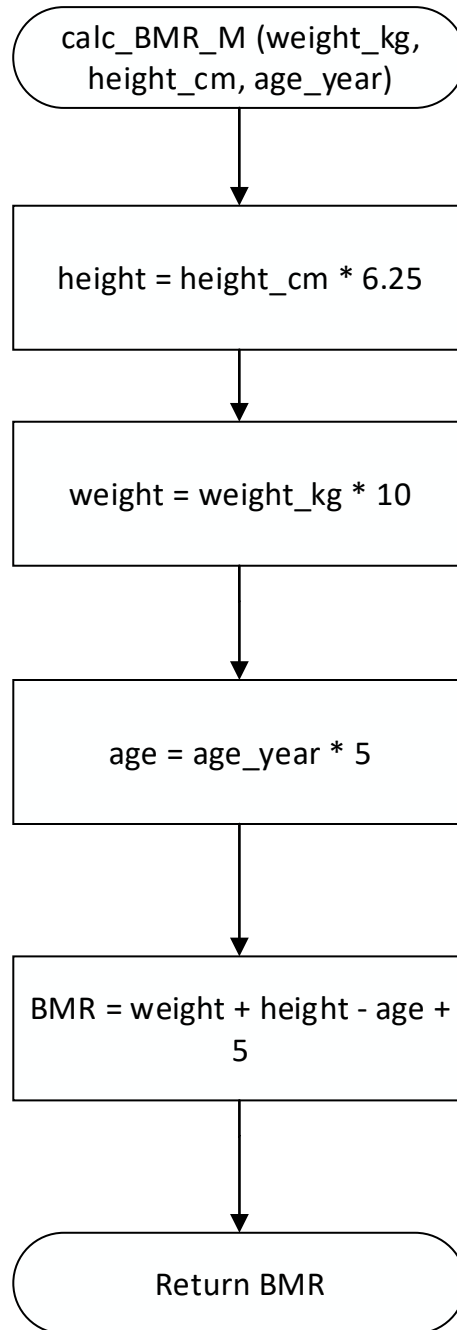 calc_BMR_M (weight_kg,
height_cm, age_year)
height = height_cm * 6.25
weight = weight_kg * 10
age = age_year * 5
BMR = weight + height - age +
5
Return BMR